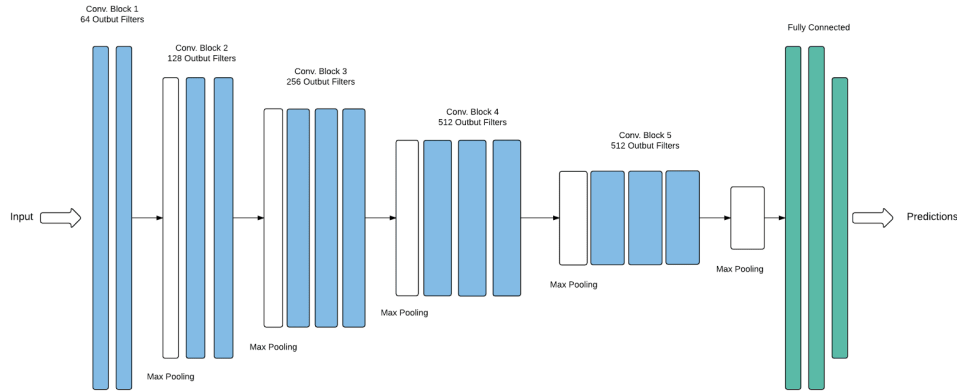 Conv. Block 1
64 Outbut Filters
Conv. Block 2
128 Outbut Filters
Conv. Block 3
256 Outbut Filters
Conv. Block 4
512 Outbut Filters
Conv. Block 5
512 Outbut Filters
Fully Connected
Input
Predictions
Max Pooling
Max Pooling
Max Pooling
Max Pooling
Max Pooling